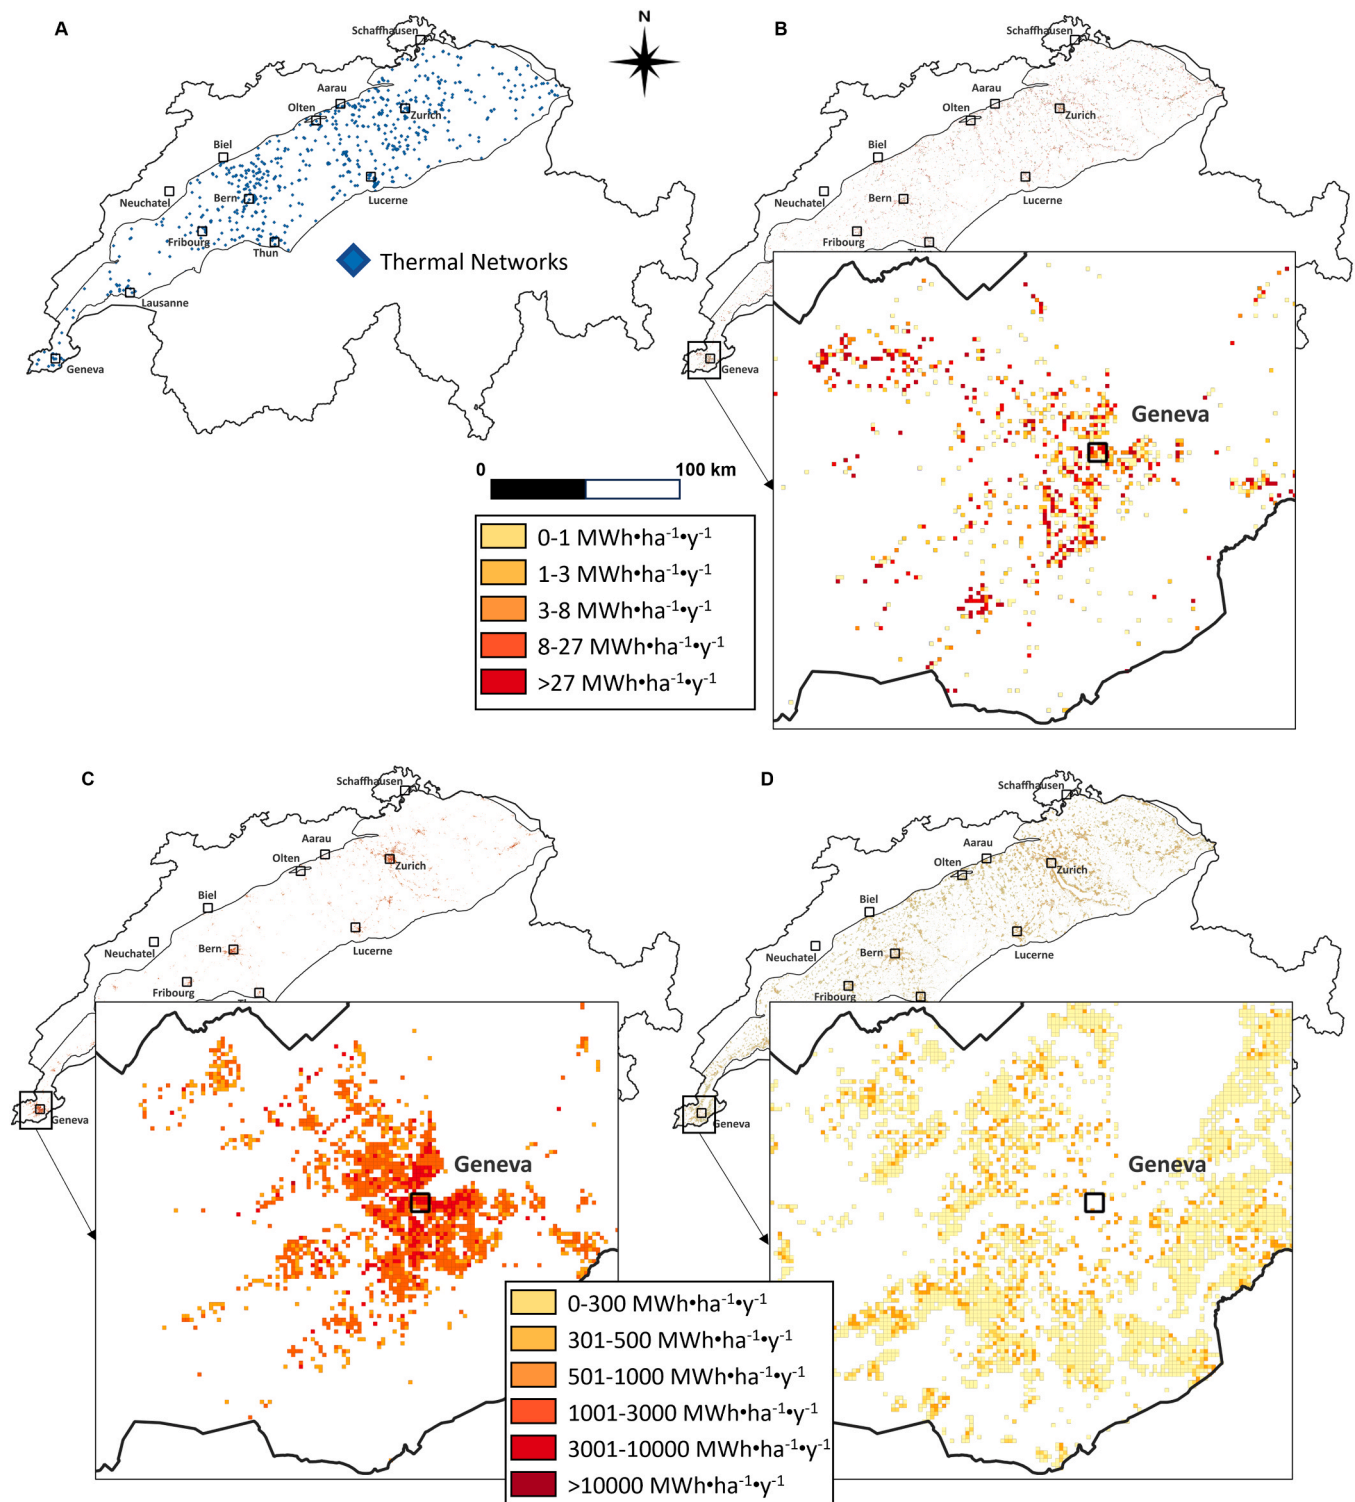 A
Schaffhausen
Aarau
Olten
Zurich
Biel
Neuchatel
Bern
Lucerne
Fribourg
Thun
Lausanne
Geneva
Thermal Networks
N
B
Schaffhausen
Aarau
Olten
Zurich
Biel
Neuchatel
Bern
Lucerne
Fribourg
Geneva
Geneva
0 100 km
0-1 MWh•ha⁻¹•y⁻¹
1-3 MWh•ha⁻¹•y⁻¹
3-8 MWh•ha⁻¹•y⁻¹
8-27 MWh•ha⁻¹•y⁻¹
>27 MWh•ha⁻¹•y⁻¹
C
Schaffhausen
Aarau
Olten
Zurich
Biel
Neuchatel
Bern
Lucerne
Fribourg
Geneva
Geneva
D
Schaffhausen
Aarau
Olten
Zurich
Biel
Neuchatel
Bern
Lucerne
Fribourg
Geneva
Geneva
0-300 MWh•ha⁻¹•y⁻¹
301-500 MWh•ha⁻¹•y⁻¹
501-1000 MWh•ha⁻¹•y⁻¹
1001-3000 MWh•ha⁻¹•y⁻¹
3001-10000 MWh•ha⁻¹•y⁻¹
>10000 MWh•ha⁻¹•y⁻¹